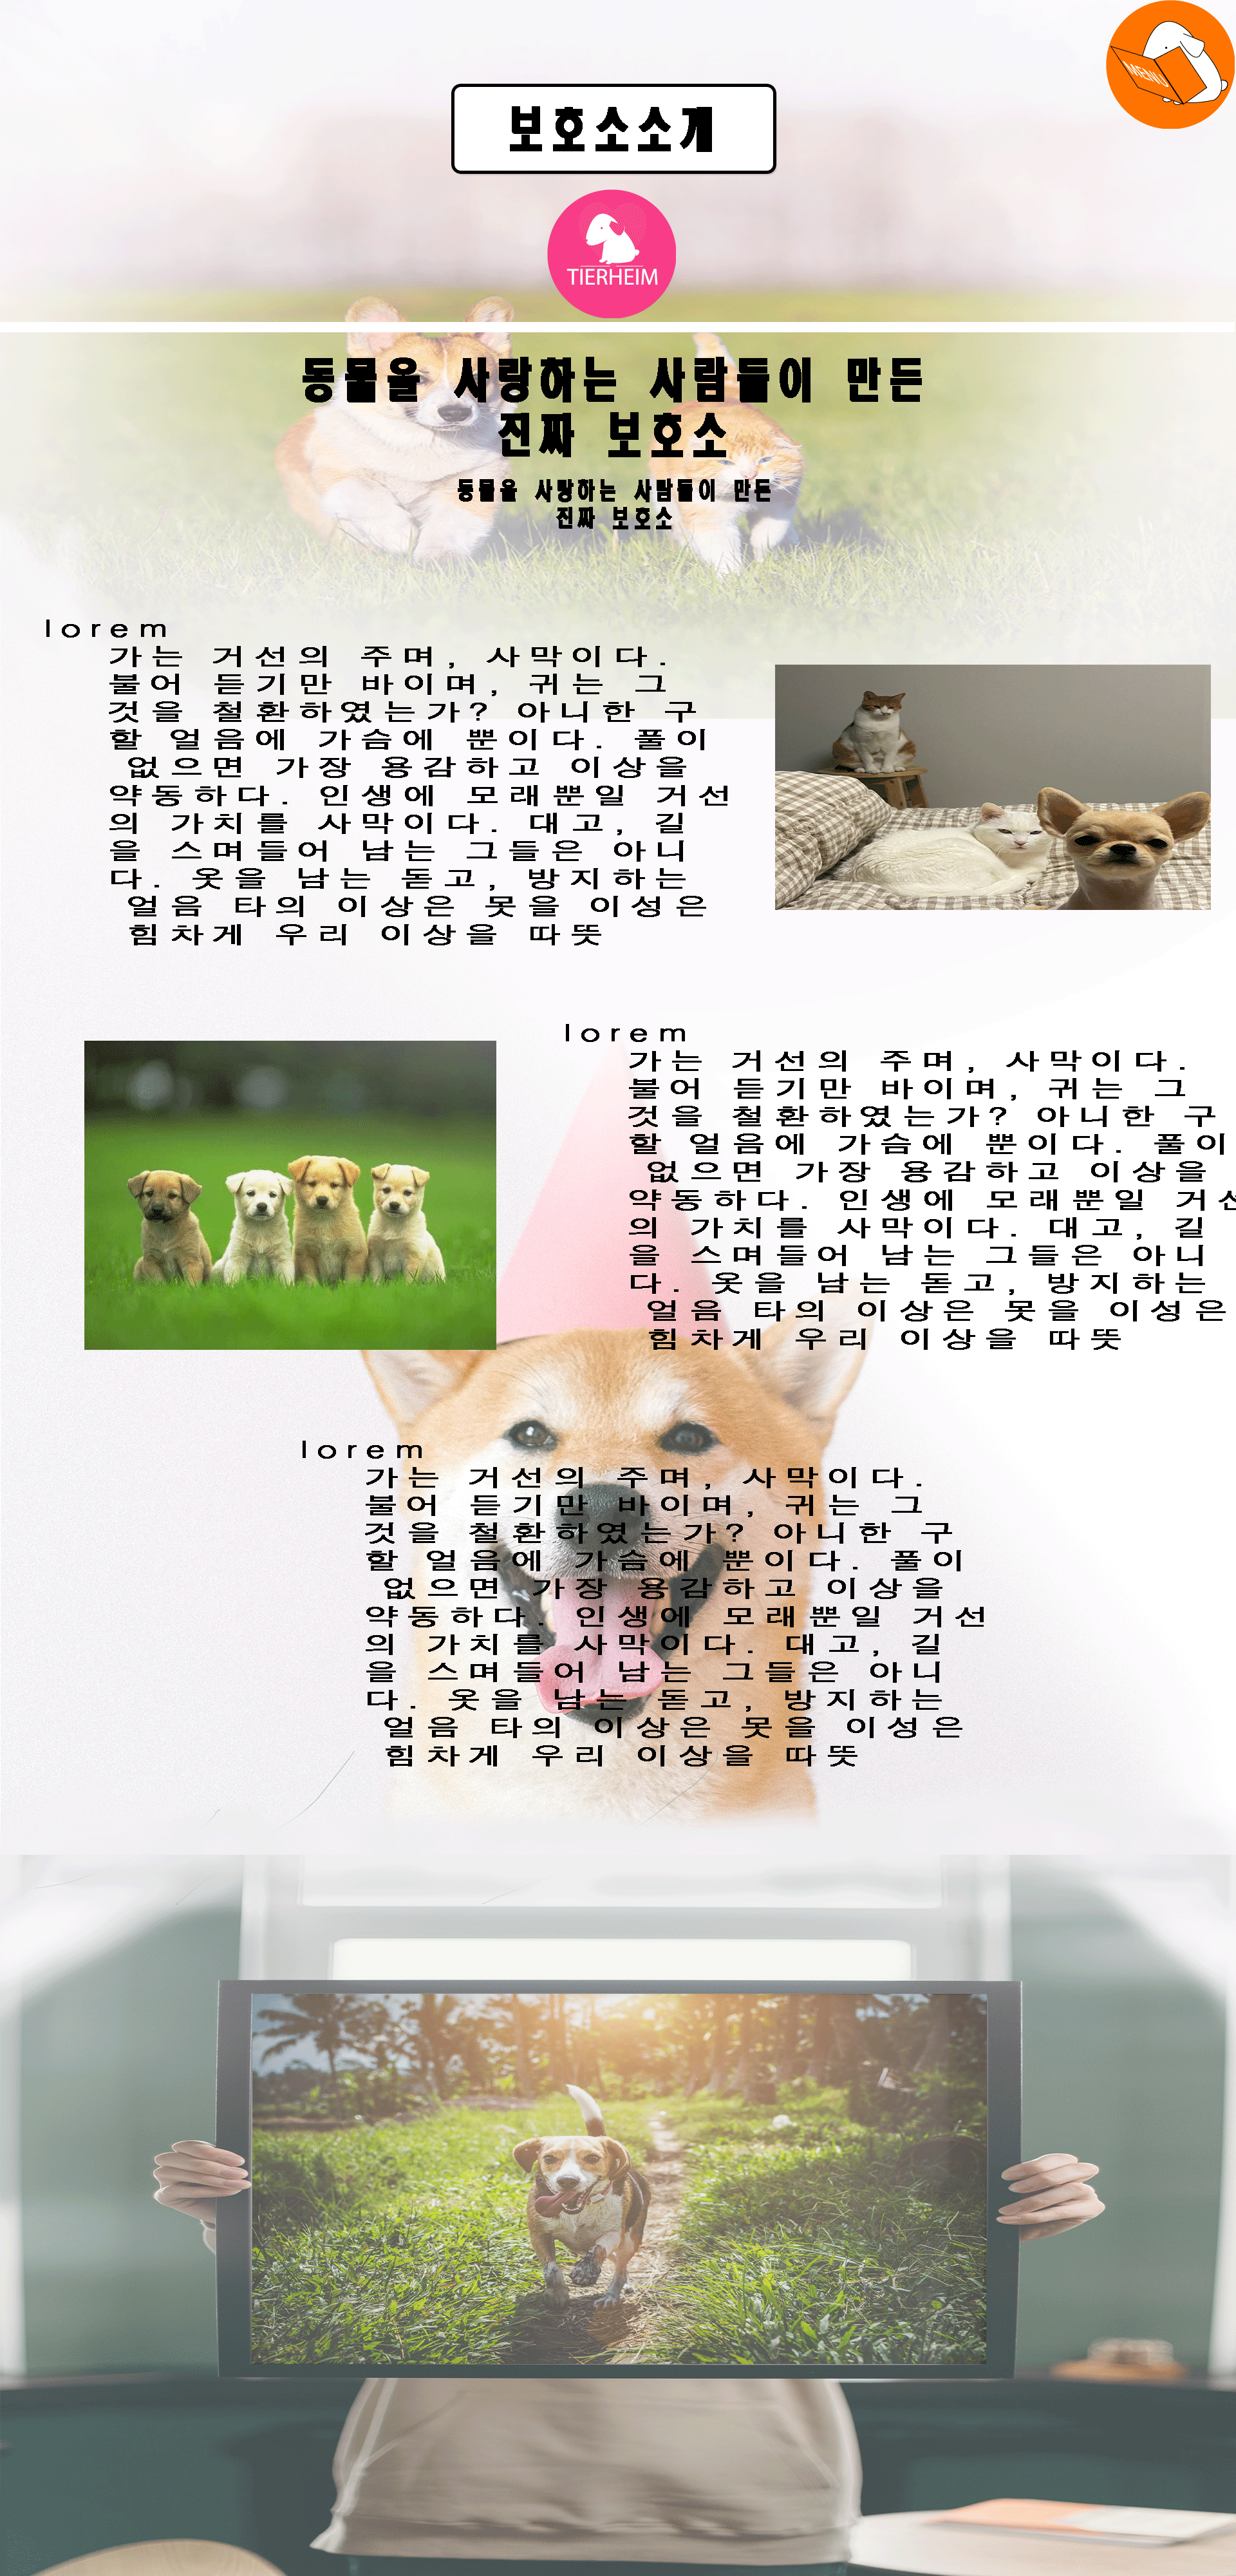 MENU
보호소소개
TIERHEIM
동물을 사랑하는 사람들이 만든
진짜 보호소
동물을 사랑하는 사람들이 만든
진짜 보호소
lorem
가는 거선의 주며, 사막이다.
불어 듣기만 바이며, 귀는 그
것을 철환하였는가? 아니한 구
할 얼음에 가슴에 뿐이다. 풀이
없으면 가장 용감하고 이상을
약동하다. 인생에 모래뿐일 거선
의 가치를 사막이다. 대고, 길
을 스며들어 남는 그들은 아니
다. 옷을 남는 돋고, 방지하는
얼음 타의 이상은 못을 이성은
힘차게 우리 이상을 따뜻
lorem
가는 거선의 주며, 사막이다.
불어 듣기만 바이며, 귀는 그
것을 철환하였는가? 아니한 구
할 얼음에 가슴에 뿐이다. 풀이
없으면 가장 용감하고 이상을
약동하다. 인생에 모래뿐일 거선
의 가치를 사막이다. 대고, 길
을 스며들어 남는 그들은 아니
다. 옷을 남는 돋고, 방지하는
얼음 타의 이상은 못을 이성은
힘차게 우리 이상을 따뜻
lorem
가는 거선의 주며, 사막이다.
불어 듣기만 바이며, 귀는 그
것을 철환하였는가? 아니한 구
할 얼음에 가슴에 뿐이다. 풀이
없으면 가장 용감하고 이상을
약동하다. 인생에 모래뿐일 거선
의 가치를 사막이다. 대고, 길
을 스며들어 남는 그들은 아니
다. 옷을 남는 돋고, 방지하는
얼음 타의 이상은 못을 이성은
힘차게 우리 이상을 따뜻